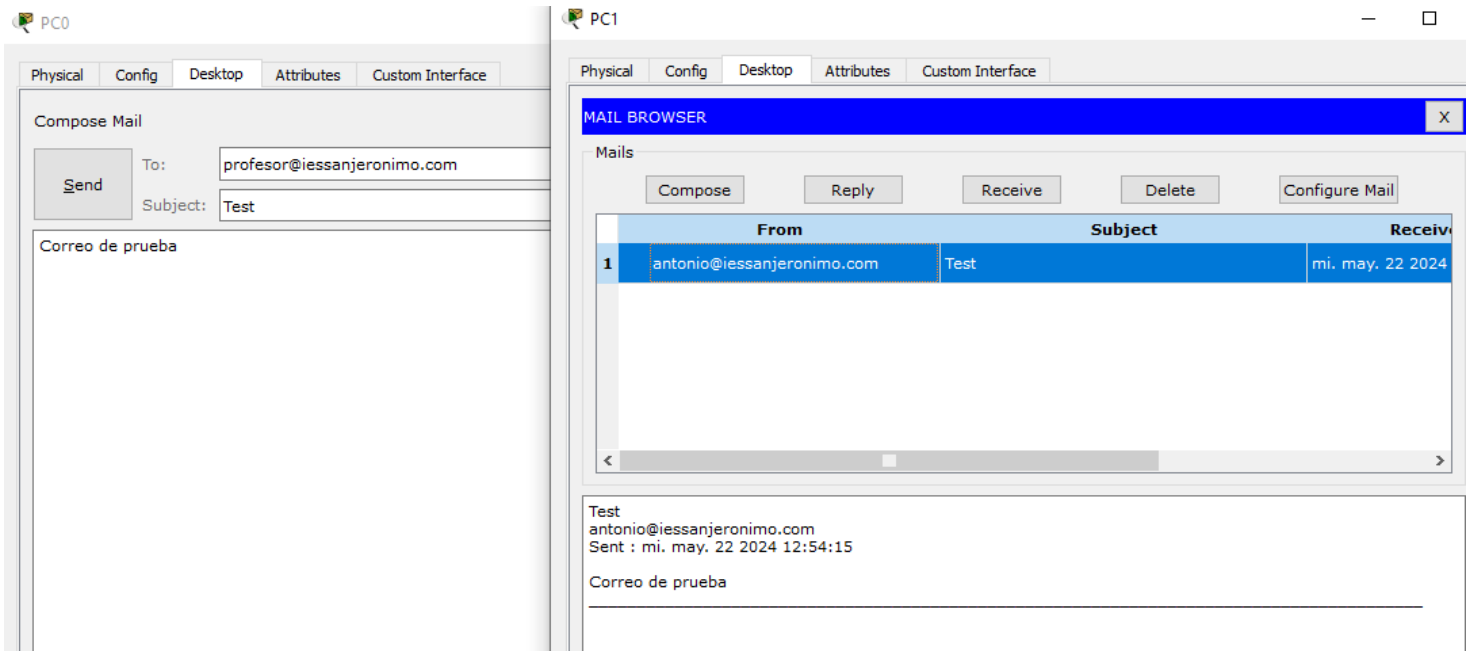 PC0
Physical Config Desktop Attributes Custom Interface
Compose Mail
Send
To: profesor@iessanjeronimo.com
Subject: Test
Correo de prueba
PC1
Physical Config Desktop Attributes Custom Interface
MAIL BROWSER X
Mails
Compose Reply Receive Delete Configure Mail
From Subject Receiv
1 antonio@iessanjeronimo.com Test mi. may. 22 2024
Test
antonio@iessanjeronimo.com
Sent : mi. may. 22 2024 12:54:15
Correo de prueba